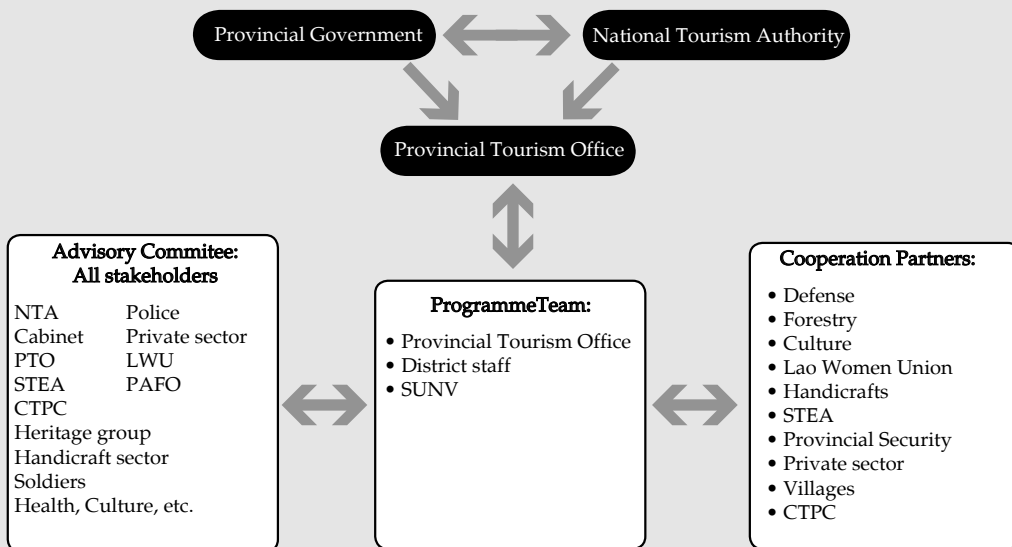 Provincial Government
National Tourism Authority
Provincial Tourism Office
Advisory Commitee:
All stakeholders
NTA Police
Cabinet Private sector
PTO LWU
STEA PAFO
CTPC
Heritage group
Handicraft sector
Soldiers
Health, Culture, etc.
ProgrammeTeam:
• Provincial Tourism Office
• District staff
• SUNV
Cooperation Partners:
• Defense
• Forestry
• Culture
• Lao Women Union
• Handicrafts
• STEA
• Provincial Security
• Private sector
• Villages
• CTPC